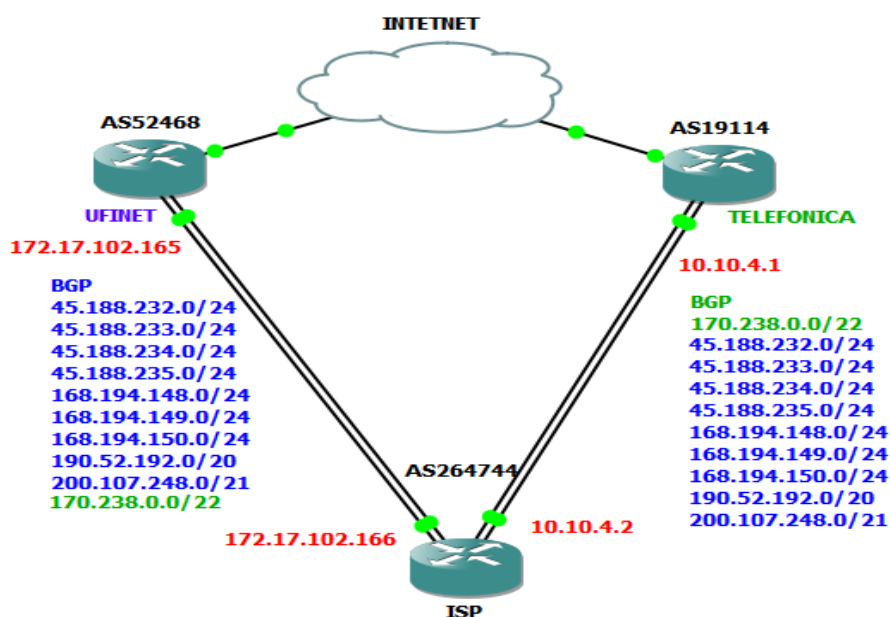 INTETNET
AS52468
AS19114
UFINET
TELEFONICA
172.17.102.165
10.10.4.1
BGP
45.188.232.0/24
45.188.233.0/24
45.188.234.0/24
45.188.235.0/24
168.194.148.0/24
168.194.149.0/24
168.194.150.0/24
190.52.192.0/20
200.107.248.0/21
170.238.0.0/22
BGP
170.238.0.0/22
45.188.232.0/24
45.188.233.0/24
45.188.234.0/24
45.188.235.0/24
168.194.148.0/24
168.194.149.0/24
168.194.150.0/24
190.52.192.0/20
200.107.248.0/21
AS264744
172.17.102.166
10.10.4.2
ISP